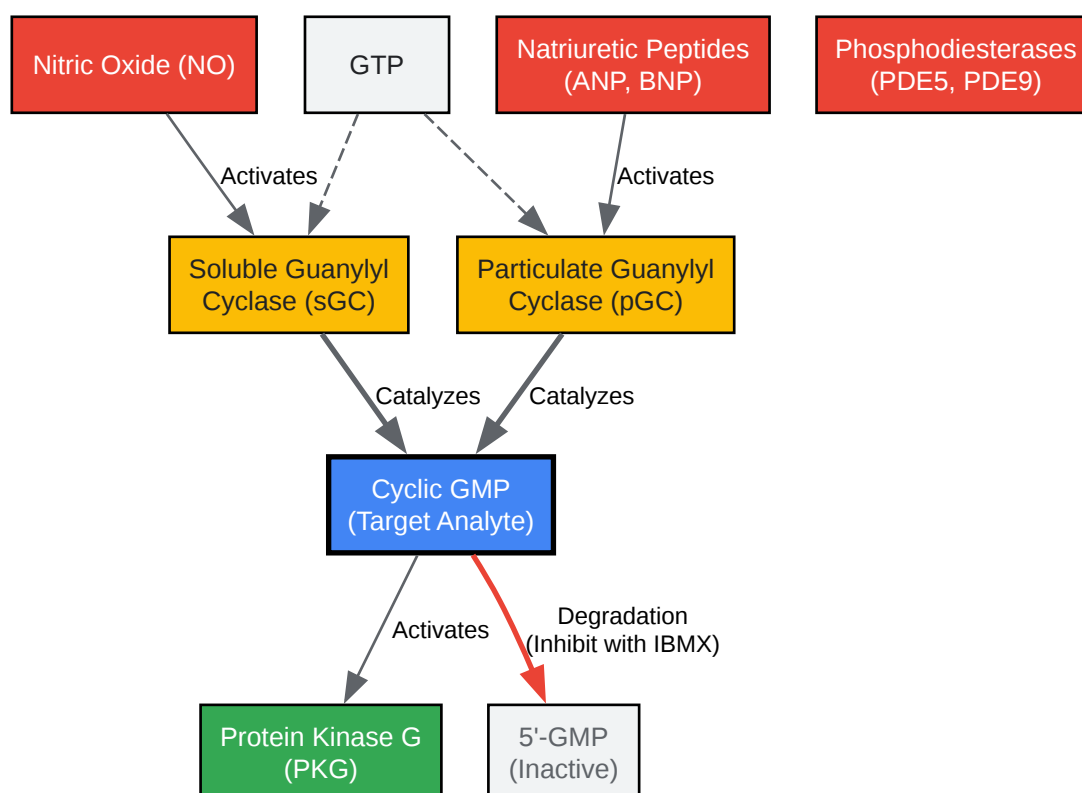 Nitric Oxide (NO)
GTP
Natriuretic Peptides
(ANP, BNP)
Phosphodiesterases
(PDE5, PDE9)
Activates
Activates
Soluble Guanylyl
Cyclase (sGC)
Particulate Guanylyl
Cyclase (pGC)
Catalyzes
Catalyzes
Cyclic GMP
(Target Analyte)
Activates
Degradation
(Inhibit with IBMX)
Protein Kinase G
(PKG)
5'-GMP
(Inactive)